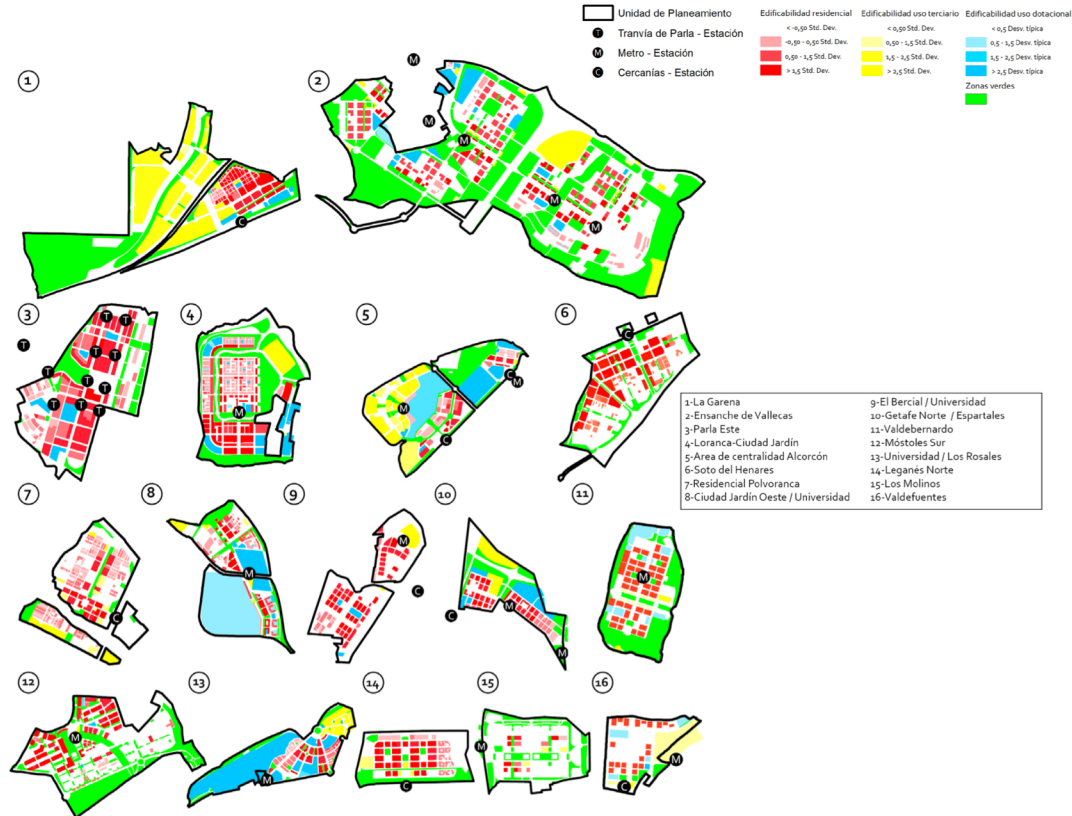 Unidad de Planeamiento
Tranvía de Parla - Estación
Metro - Estación
Cercanías - Estación
T
M
C
Edificabilidad residencial
< -0,50 Std. Dev.
-0,50 - 0,50 Std. Dev.
0,50 - 1,5 Std. Dev.
> 1,5 Std. Dev.
Edificabilidad uso terciario
< 0,50 Std. Dev.
0,50 - 1,5 Std. Dev.
1,5 - 2,5 Std. Dev.
> 2,5 Std. Dev.
Edificabilidad uso dotacional
< 0,5 Desv. típica
0,5 - 1,5 Desv. típica
1,5 - 2,5 Desv. típica
> 2,5 Desv. típica
Zonas verdes
1
C
2
M
M
M
M
M
3
T
T
T
T
T
T
T
T
T
T
T
4
M
5
M
C
M
C
6
C
1-La Garena
2-Ensanche de Vallecas
3-Parla Este
4-Loranca-Ciudad Jardín
5-Area de centralidad Alcorcón
6-Soto del Henares
7-Residencial Polvoranca
8-Ciudad Jardín Oeste / Universidad
9-El Bercial / Universidad
10-Getafe Norte / Espartales
11-Valdebernardo
12-Móstoles Sur
13-Universidad / Los Rosales
14-Leganés Norte
15-Los Molinos
16-Valdefuentes
7
C
8
M
9
M
C
10
C
M
M
11
M
12
M
13
M
14
C
15
M
16
M
C